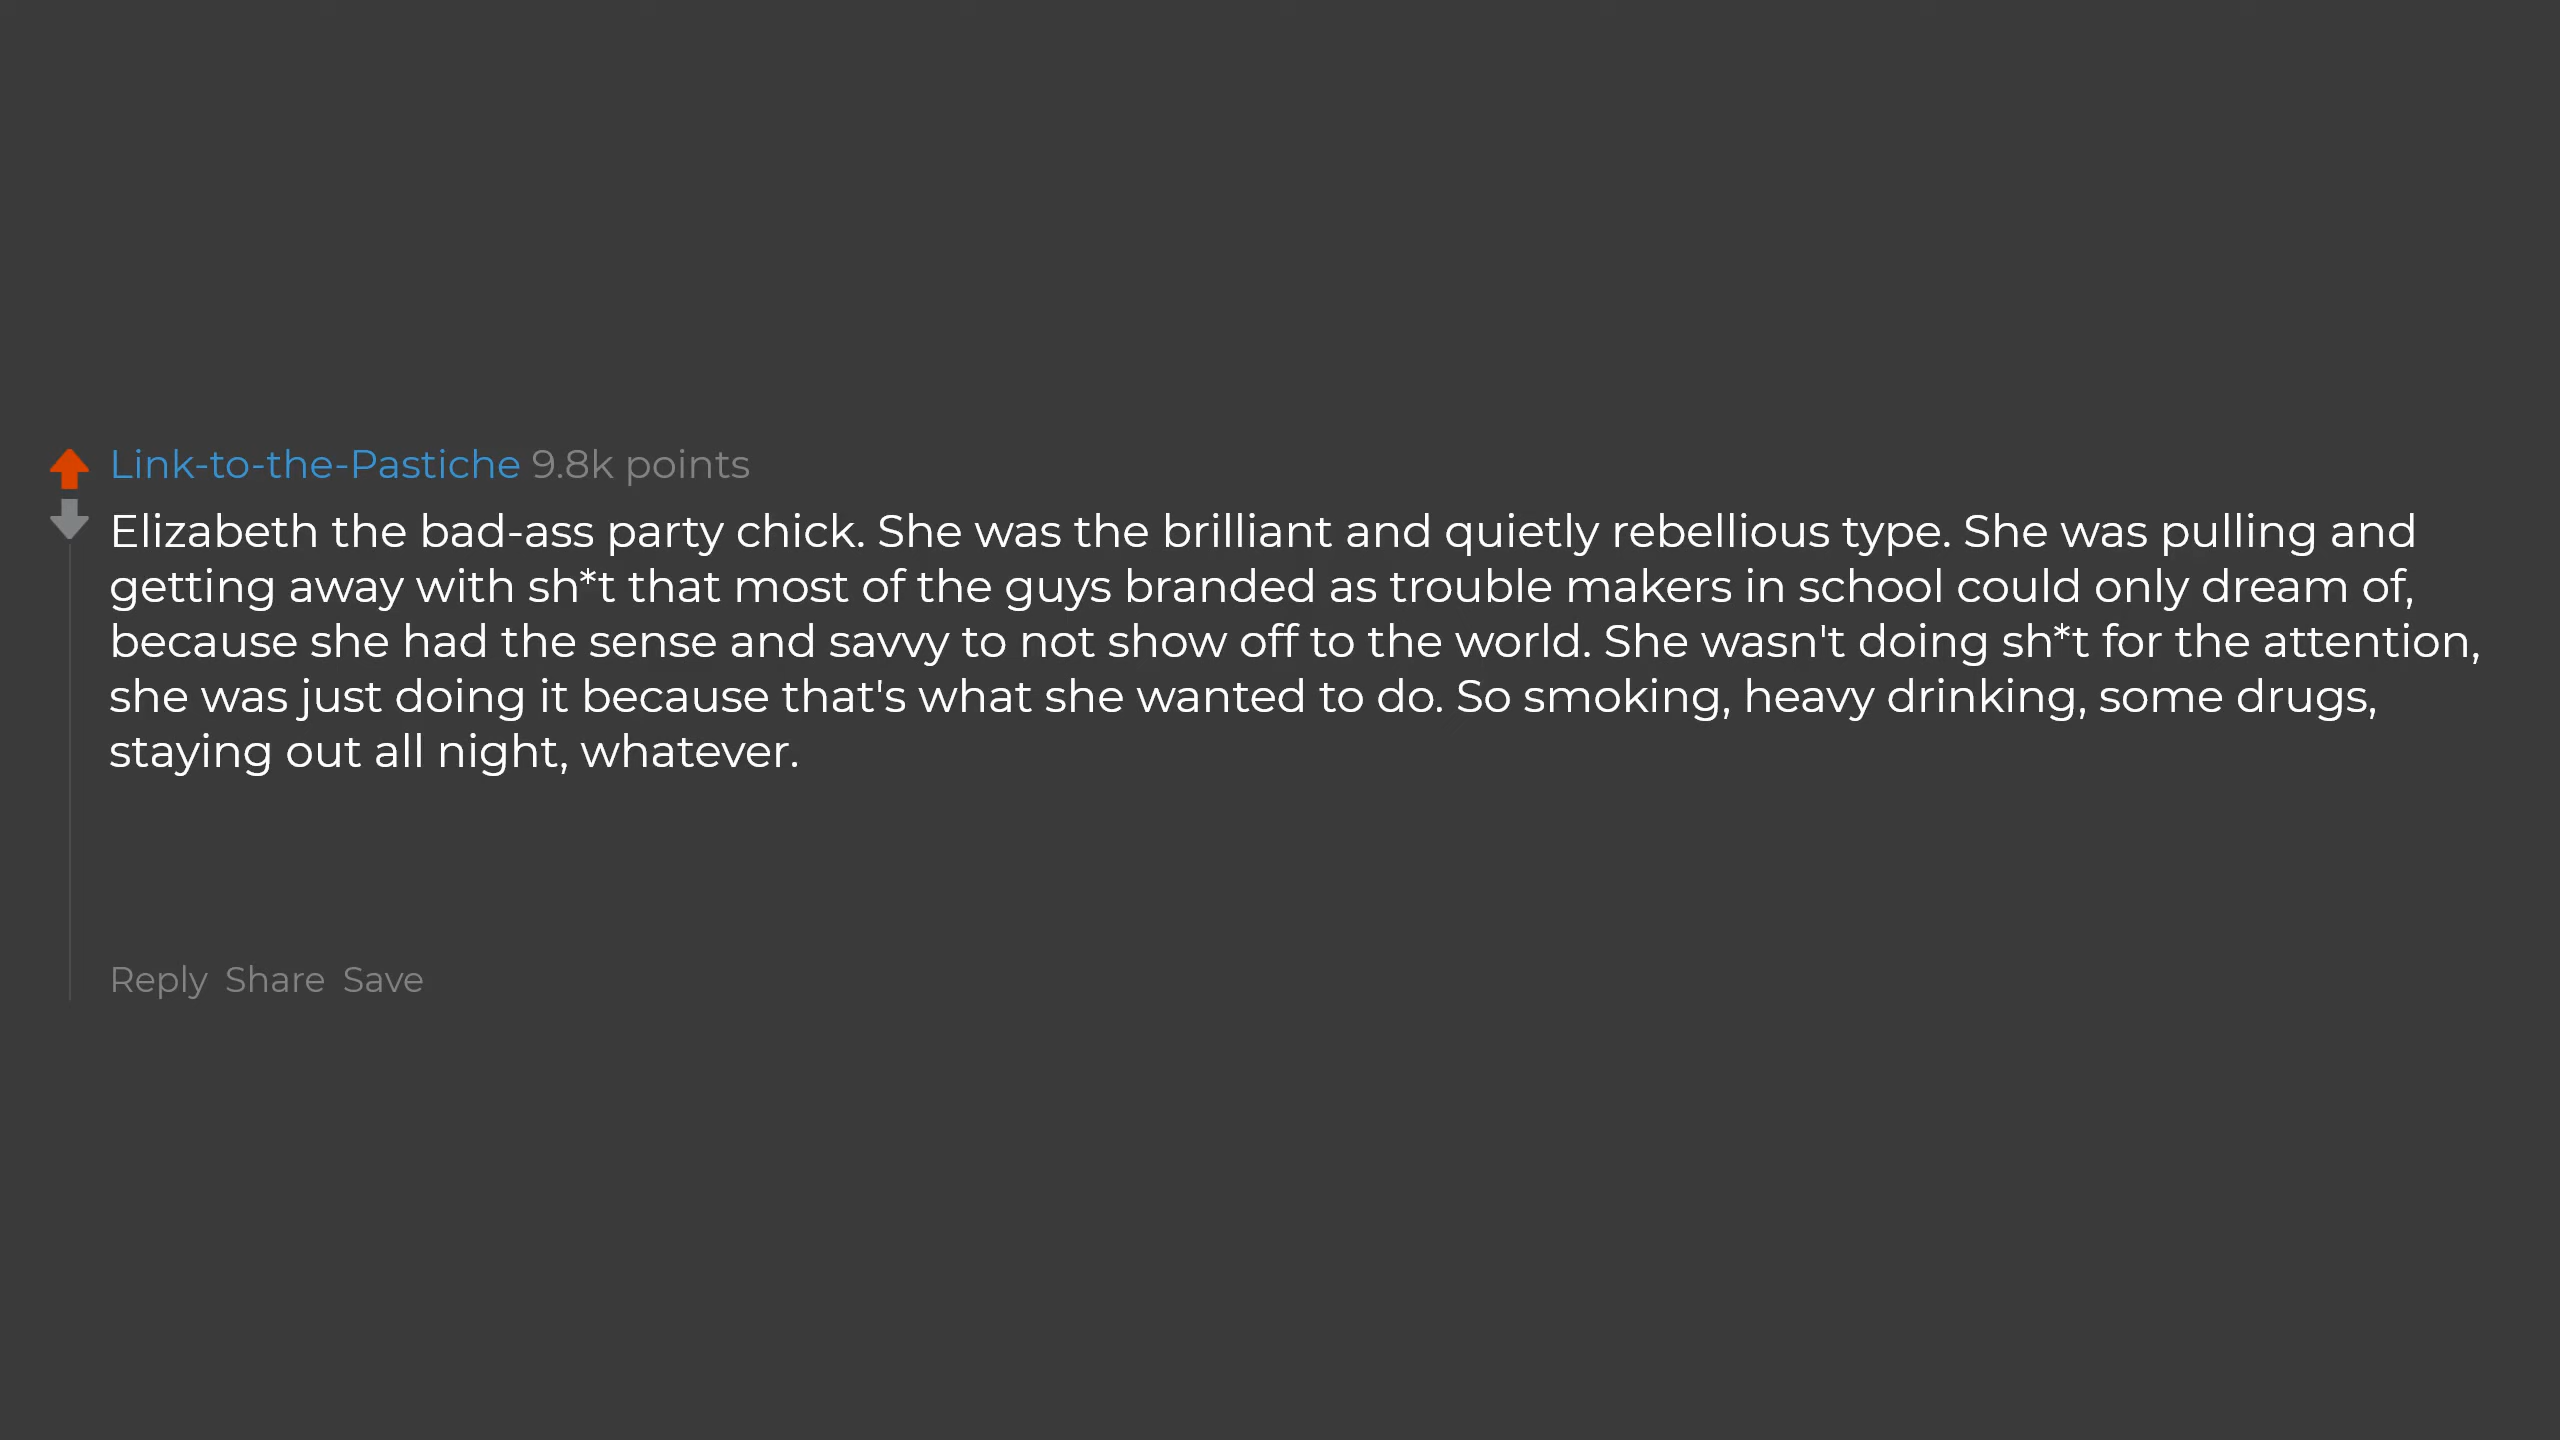 Link-to-the-Pastiche 9.8k points
Elizabeth the bad-ass party chick. She was the brilliant and quietly rebellious type. She was pulling and
getting away with sh*t that most of the guys branded as trouble makers in school could only dream of,
because she had the sense and savvy to not show off to the world. She wasn't doing sh*t for the attention,
she was just doing it because that's what she wanted to do. So smoking, heavy drinking, some drugs,
staying out all night, whatever.
Reply Share Save